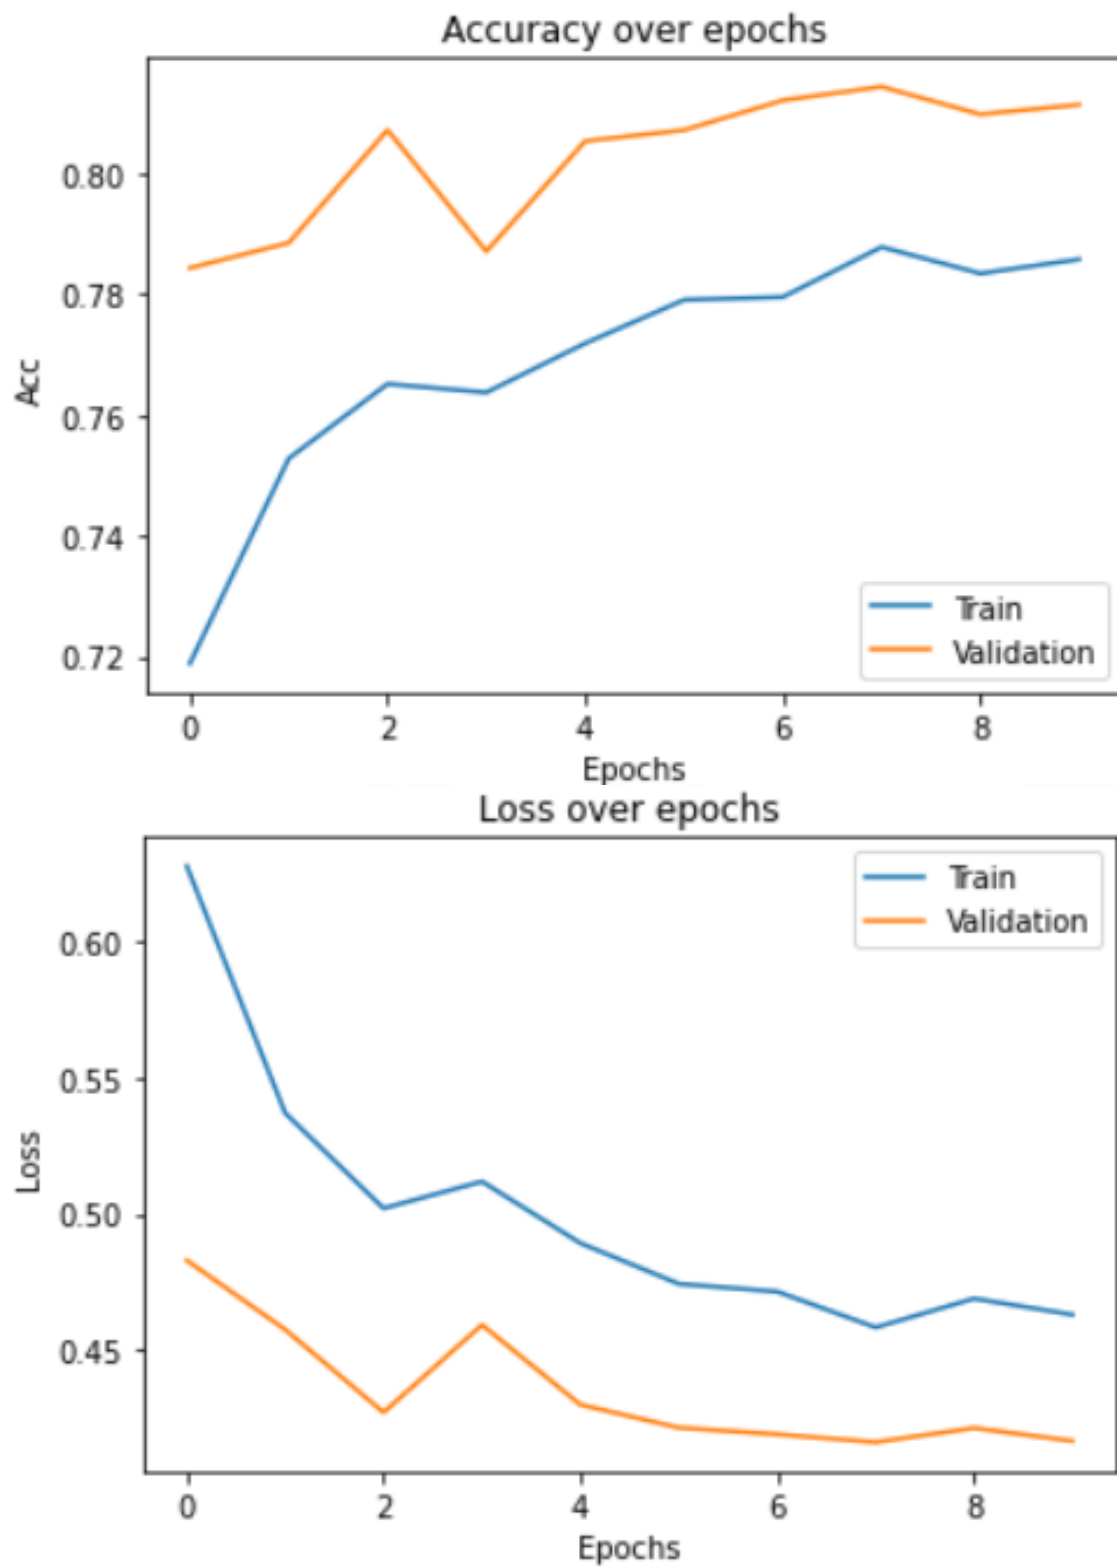 Accuracy over epochs
0.80
0.78
Acc
0.76
0.74
0.72
Train
Validation
0 2 4 6 8
Epochs
Loss over epochs
Train
Validation
0.60
0.55
Loss
0.50
0.45
0 2 4 6 8
Epochs